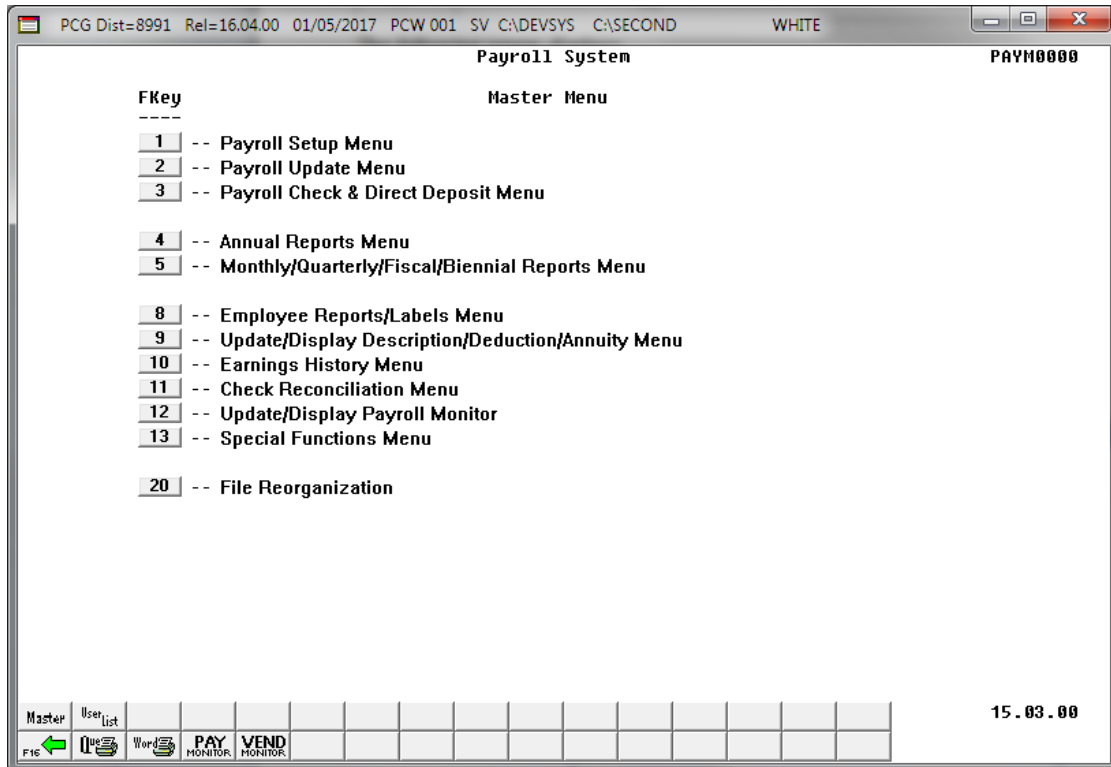 PCG Dist=8991 Rel=16.04.00 01/05/2017 PCW 001 SV C:\DEVSYS C:\SECOND WHITE
Payroll System PAYM0000
FKey Master Menu
----
1 -- Payroll Setup Menu
2 -- Payroll Update Menu
3 -- Payroll Check & Direct Deposit Menu
4 -- Annual Reports Menu
5 -- Monthly/Quarterly/Fiscal/Biennial Reports Menu
8 -- Employee Reports/Labels Menu
9 -- Update/Display Description/Deduction/Annuity Menu
10 -- Earnings History Menu
11 -- Check Reconciliation Menu
12 -- Update/Display Payroll Monitor
13 -- Special Functions Menu
20 -- File Reorganization
Master User List 15.03.00
F16 Que Word PAY MONITOR VEND MONITOR